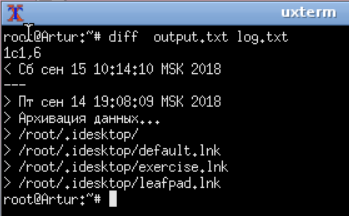 uxterm
root@Artur:~# diff  output.txt log.txt
1c1,6
< Сб сен 15 10:14:10 MSK 2018
---
> Пт сен 14 19:08:09 MSK 2018
> Архивация данных...
> /root/.idesktop/
> /root/.idesktop/default.lnk
> /root/.idesktop/exercise.lnk
> /root/.idesktop/leafpad.lnk
root@Artur:~#